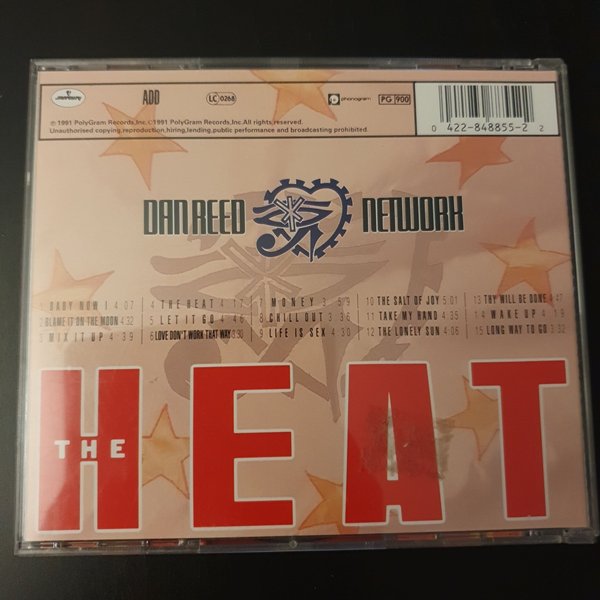 mercury
ADD
LC 0268
phonogram
PG 900
℗ 1991 PolyGram Records,Inc.©1991 PolyGram Records,Inc.All rights reserved.
Unauthorised copying,reproduction,hiring,lending,public performance and broadcasting prohibited.
0 422-848855-2 2
DAN REED NETWORK
1 BABY NOW I 4:07
2 BLAME IT ON THE MOON 4:32
3 MIX IT UP 4:39
4 THE HEAT 4:17
5 LET IT GO 4:46
6 LOVE DON'T WORK THAT WAY 3:30
7 MONEY 3:59
8 CHILL OUT 3:36
9 LIFE IS SEX 4:
10 THE SALT OF JOY 5:01
11 TAKE MY HAND 4:35
12 THE LONELY SUN 4:06
13 THY WILL BE DONE 4:47
14 WAKE UP 4:19
15 LONG WAY TO GO 3:32
THE HEAT